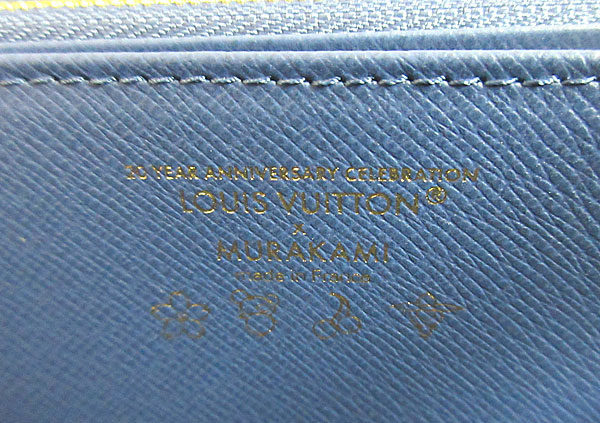 20 YEAR ANNIVERSARY CELEBRATION
LOUIS VUITTON®
x
MURAKAMI
made in France